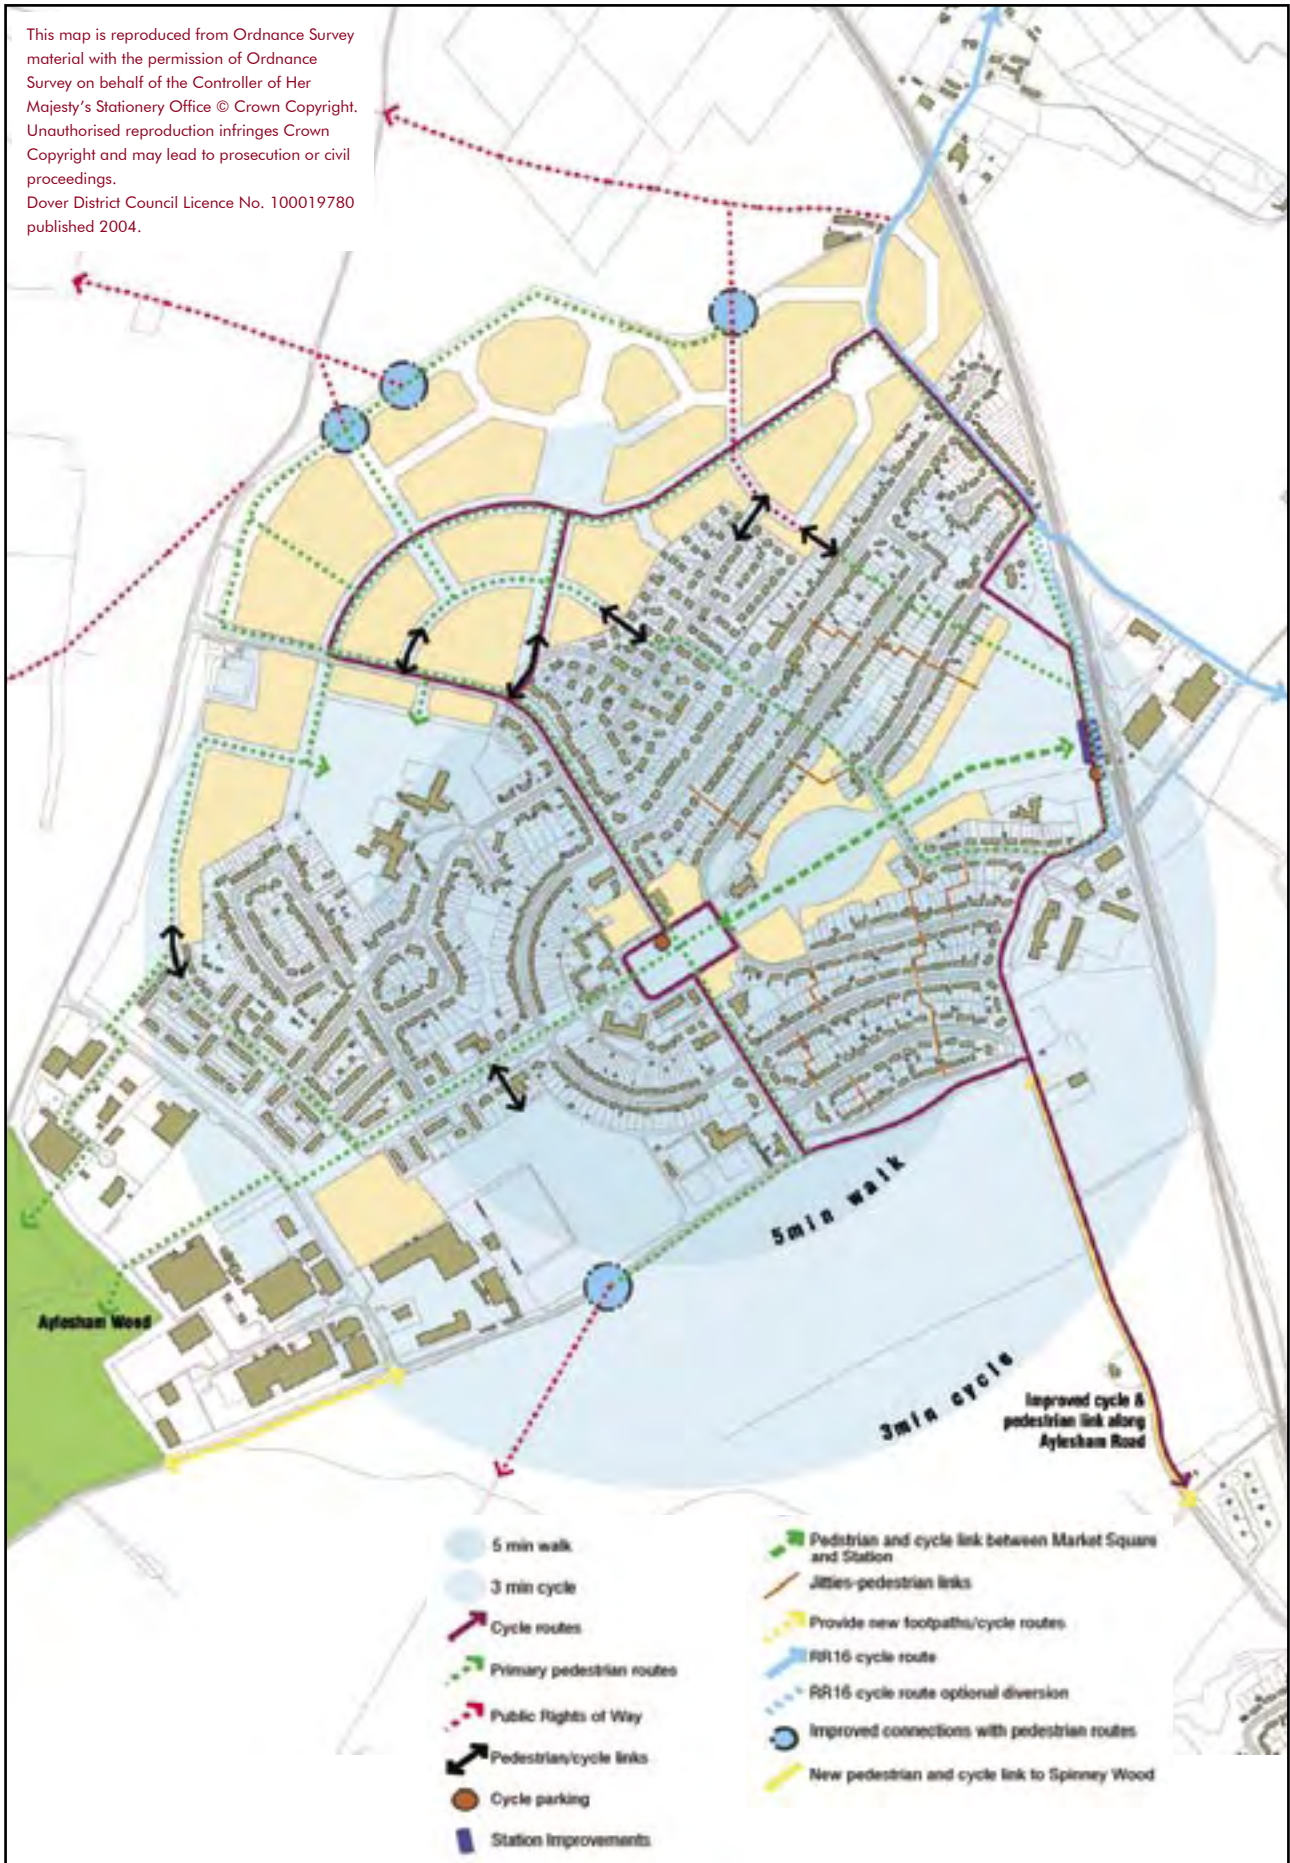 This map is reproduced from Ordnance Survey
material with the permission of Ordnance
Survey on behalf of the Controller of Her
Majesty's Stationery Office © Crown Copyright.
Unauthorised reproduction infringes Crown
Copyright and may lead to prosecution or civil
proceedings.
Dover District Council Licence No. 100019780
published 2004.
5min walk
Aylesham Wood
3min cycle
Improved cycle &
pedestrian link along
Aylesham Road
5 min walk
3 min cycle
Cycle routes
Primary pedestrian routes
Public Rights of Way
Pedestrian/cycle links
Cycle parking
Station Improvements
Pedstrian and cycle link between Market Square
and Station
Jitties-pedestrian links
Provide new footpaths/cycle routes
RR16 cycle route
RR16 cycle route optional diversion
Improved connections with pedestrian routes
New pedestrian and cycle link to Spinney Wood